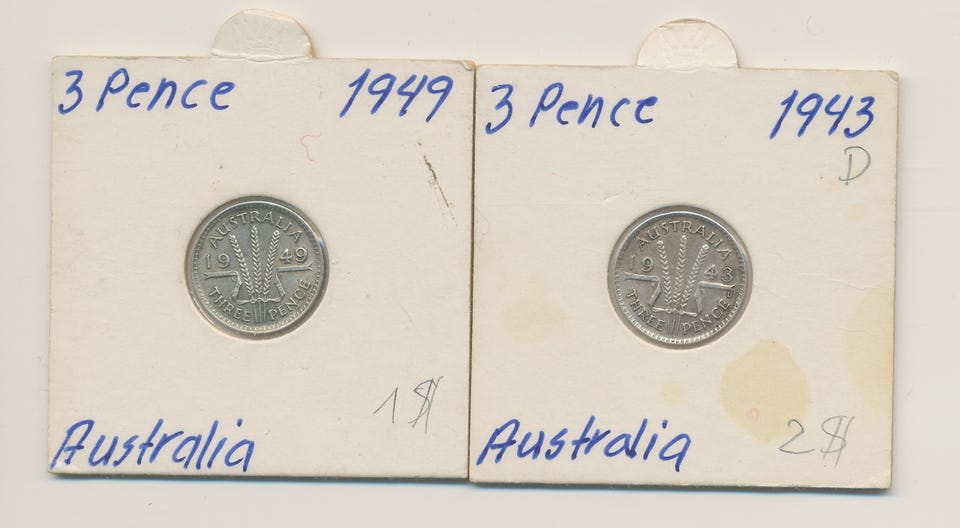 3 Pence 1949
AUSTRALIA
19 49
THREE PENCE
1$
Australia
3 Pence 1943
D
AUSTRALIA
19 43
D
THREE PENCE
2$
Australia